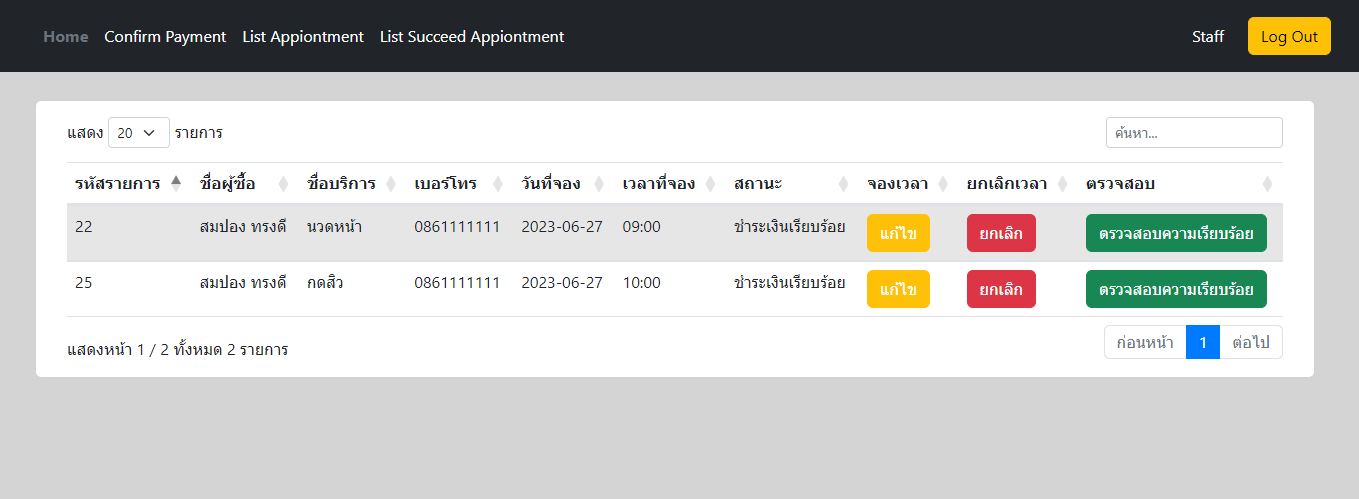 Home Confirm Payment List Appiontment List Succeed Appiontment Staff Log Out
แสดง 20 รายการ ค้นหา...
รหัสรายการ ชื่อผู้ซื้อ ชื่อบริการ เบอร์โทร วันที่จอง เวลาที่จอง สถานะ จองเวลา ยกเลิกเวลา ตรวจสอบ
22 สมปอง ทรงดี นวดหน้า 0861111111 2023-06-27 09:00 ชำระเงินเรียบร้อย แก้ไข ยกเลิก ตรวจสอบความเรียบร้อย
25 สมปอง ทรงดี กดสิว 0861111111 2023-06-27 10:00 ชำระเงินเรียบร้อย แก้ไข ยกเลิก ตรวจสอบความเรียบร้อย
แสดงหน้า 1 / 2 ทั้งหมด 2 รายการ ก่อนหน้า 1 ต่อไป